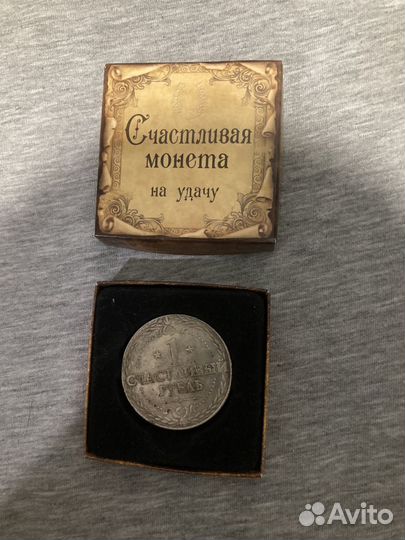 Счастливая
монета
на удачу
1
СЧАСТЛИВЫЙ
РУБЛЬ
Avito